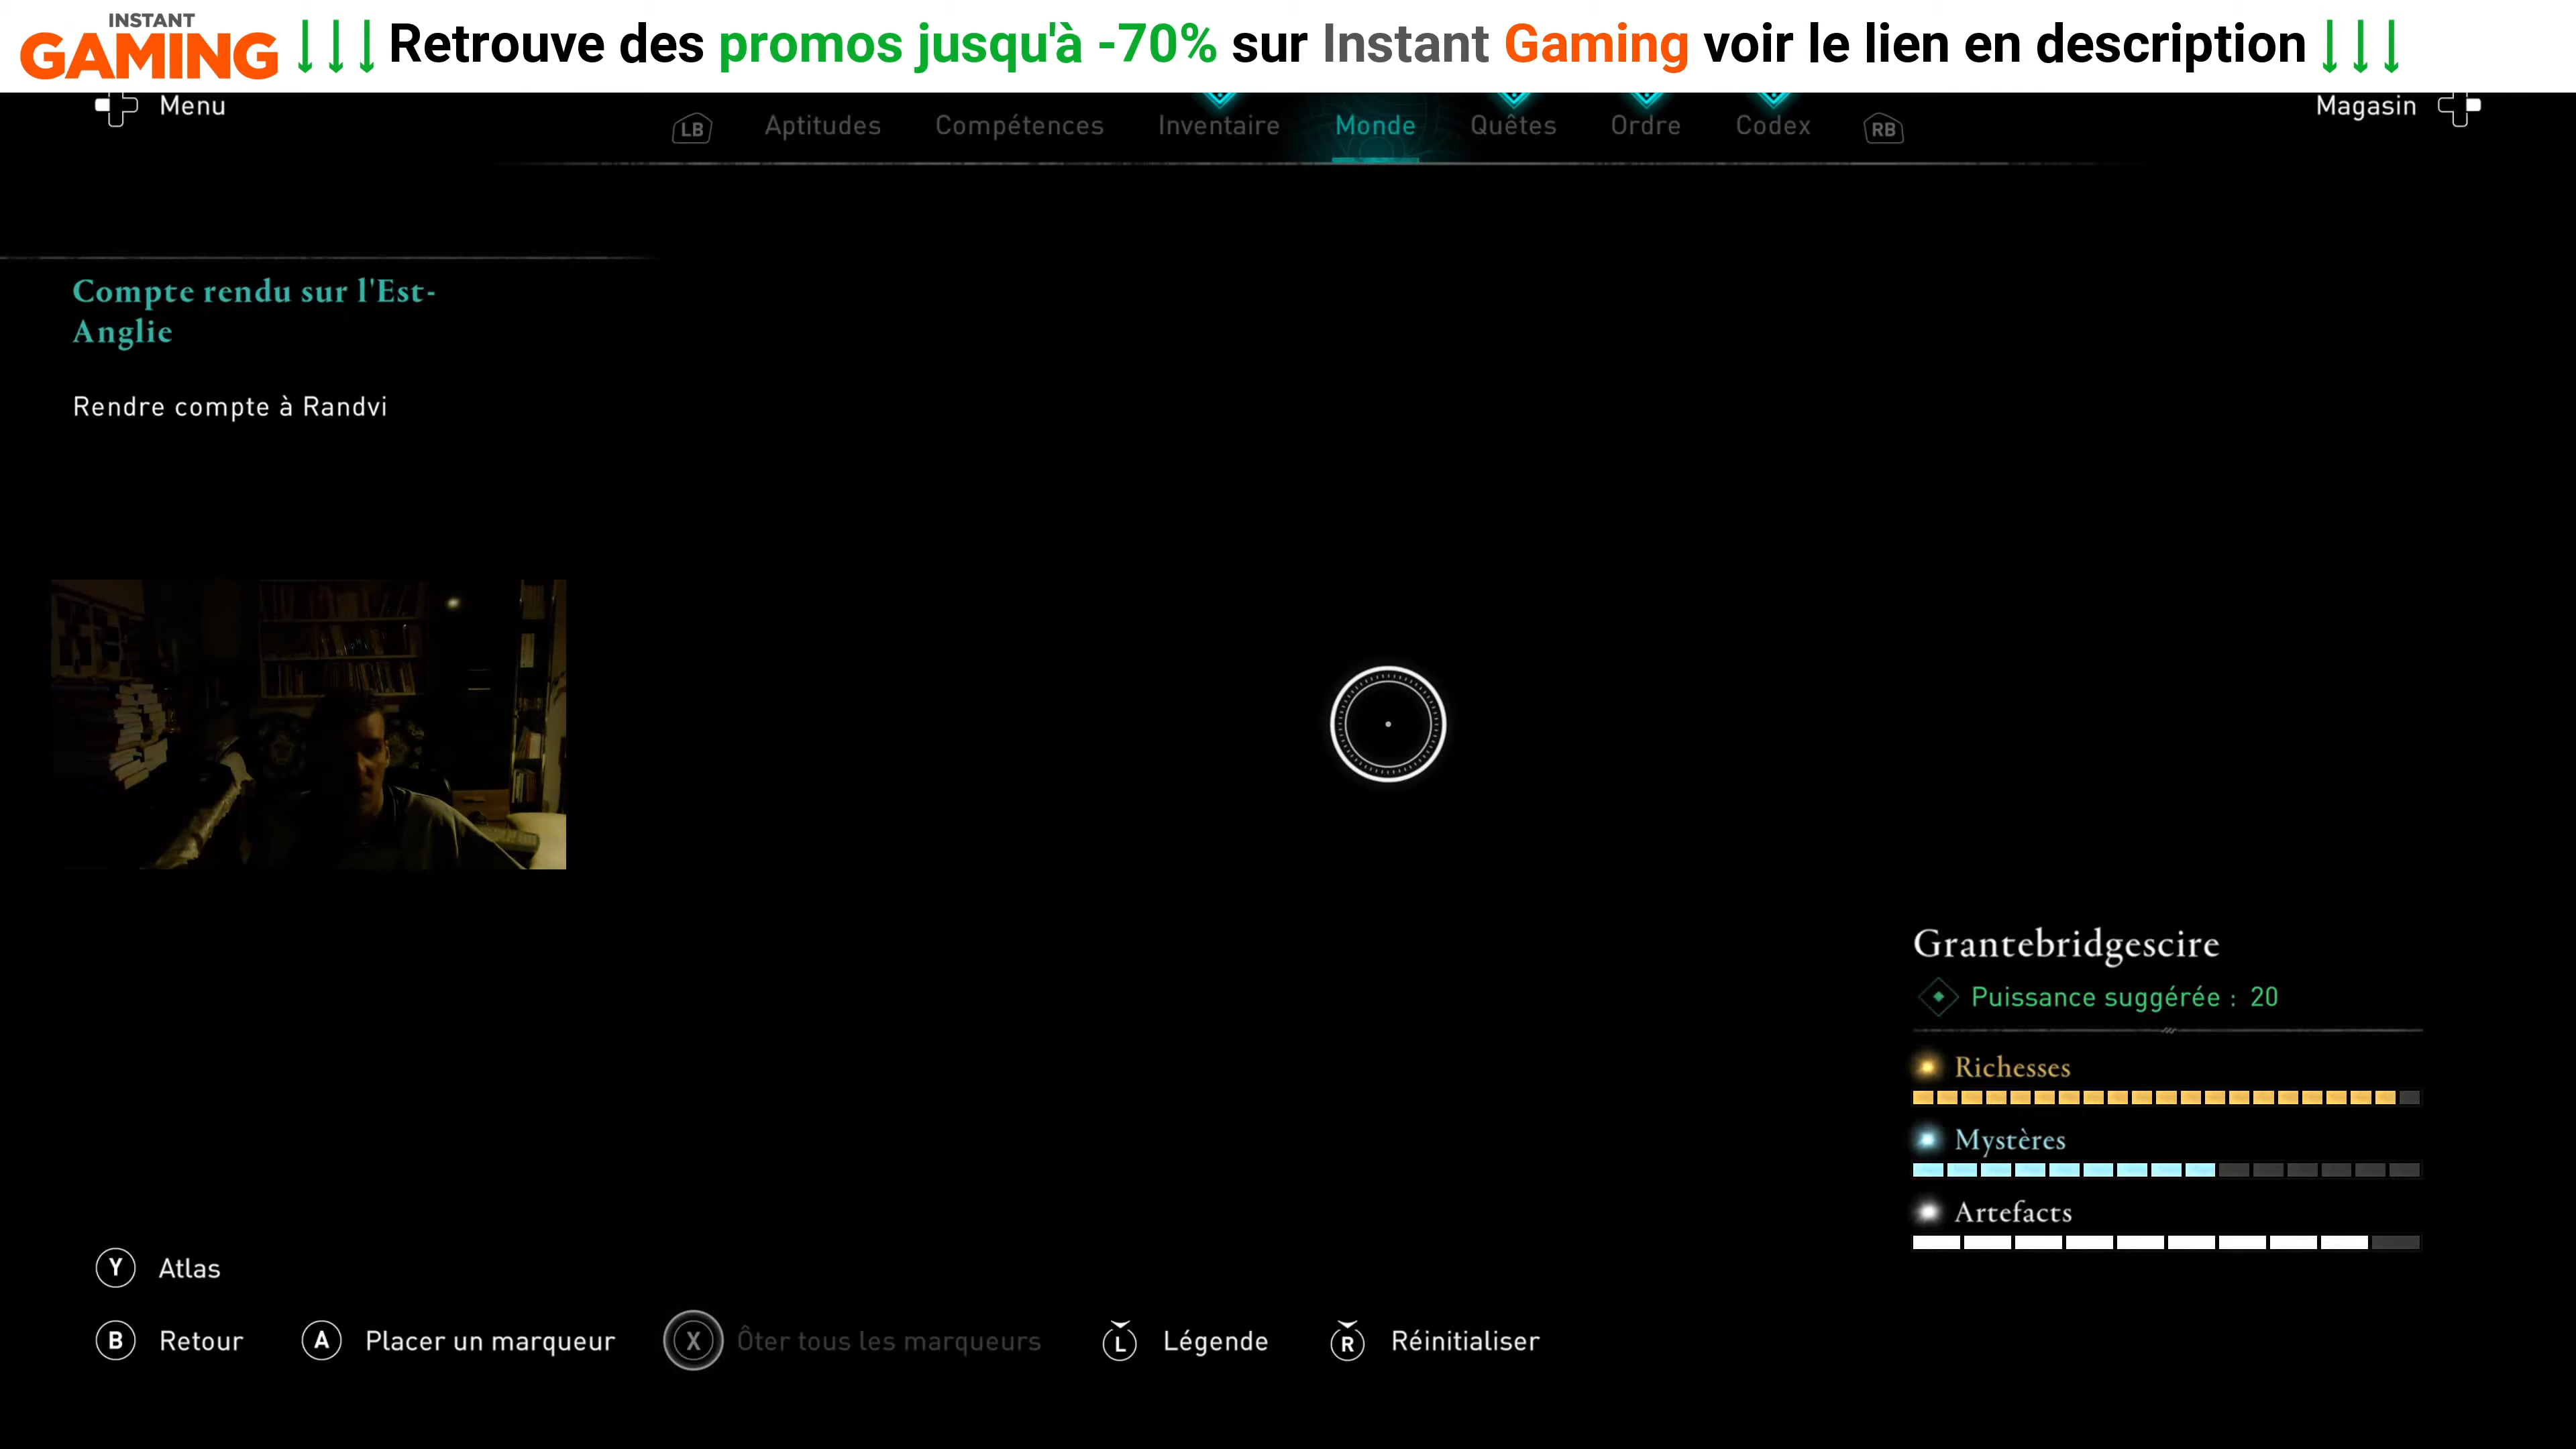 INSTANT
GAMING
↓↓↓ Retrouve des promos jusqu'à -70% sur Instant Gaming voir le lien en description ↓↓↓
Menu
Magasin
LB Aptitudes Compétences Inventaire Monde Quêtes Ordre Codex RB
Compte rendu sur l'Est-
Anglie
Rendre compte à Randvi
Grantebridgescire
Puissance suggérée : 20
Richesses
Mystères
Artefacts
Y Atlas
B Retour A Placer un marqueur X Ôter tous les marqueurs L Légende R Réinitialiser